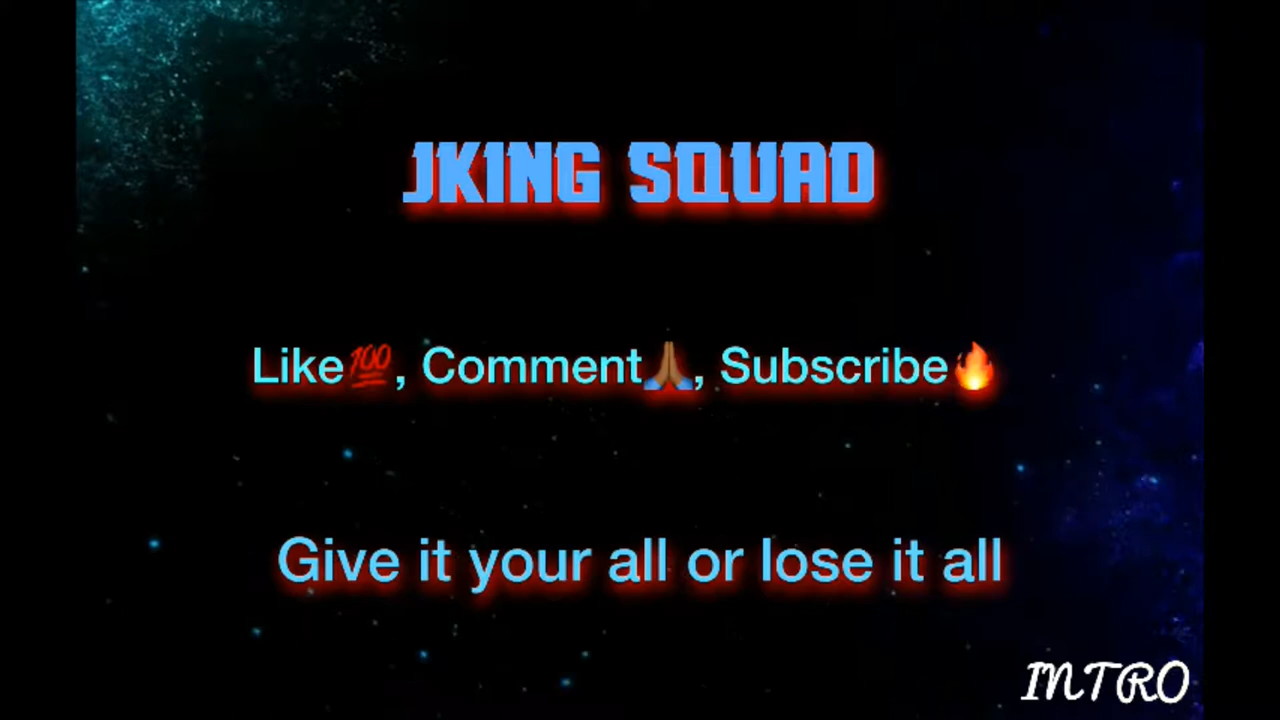 JKING SQUAD
Like💯, Comment🙏🏾, Subscribe🔥
Give it your all or lose it all
INTRO